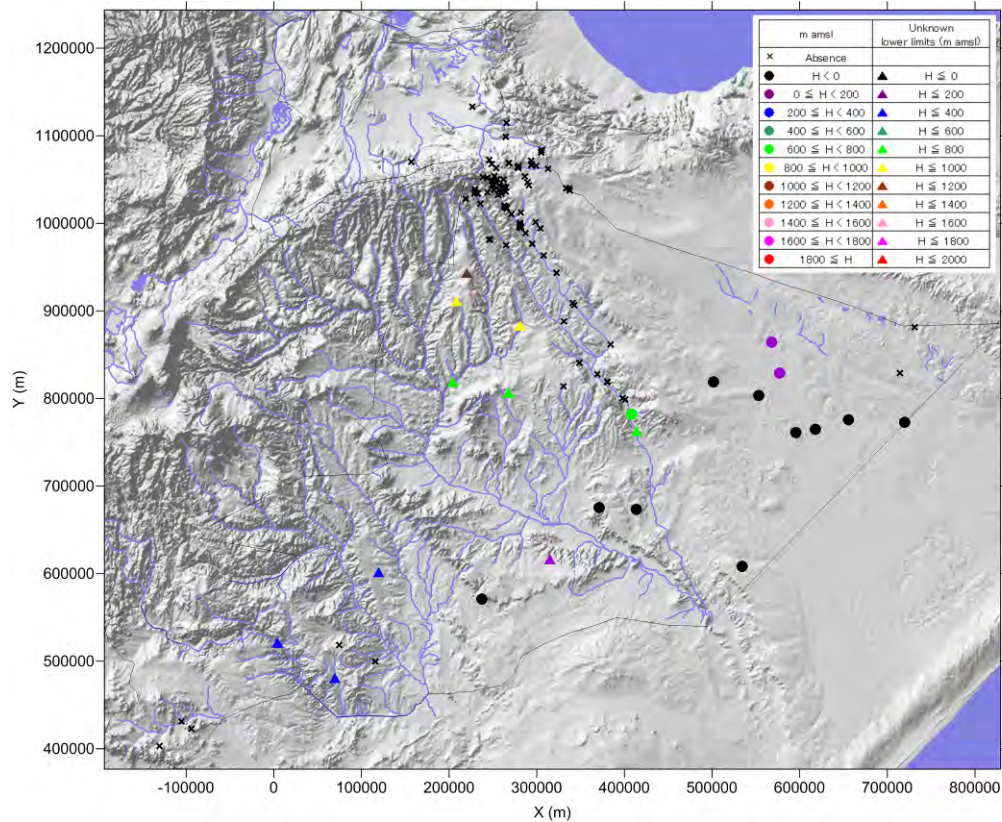 m amsl Unknown lower limits (m amsl)
× Absence
H < 0 H ≦ 0
0 ≦ H < 200 H ≦ 200
200 ≦ H < 400 H ≦ 400
400 ≦ H < 600 H ≦ 600
600 ≦ H < 800 H ≦ 800
800 ≦ H < 1000 H ≦ 1000
1000 ≦ H < 1200 H ≦ 1200
1200 ≦ H < 1400 H ≦ 1400
1400 ≦ H < 1600 H ≦ 1600
1600 ≦ H < 1800 H ≦ 1800
1800 ≦ H H ≦ 2000
1200000
1100000
1000000
900000
800000
700000
600000
500000
400000
Y (m)
-100000 0 100000 200000 300000 400000 500000 600000 700000 800000
X (m)